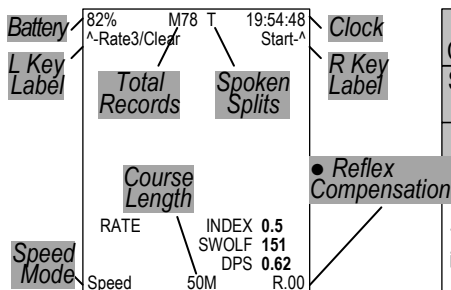 Battery
82% M78 T 19:54:48
Clock
^-Rate3/Clear Start-^
L Key
Label
R Key
Label
Total
Records
Spoken
Splits
Course
Length
● Reflex
Compensation
RATE INDEX 0.5
SWOLF 151
DPS 0.62
Speed
Mode
Speed 50M R.00